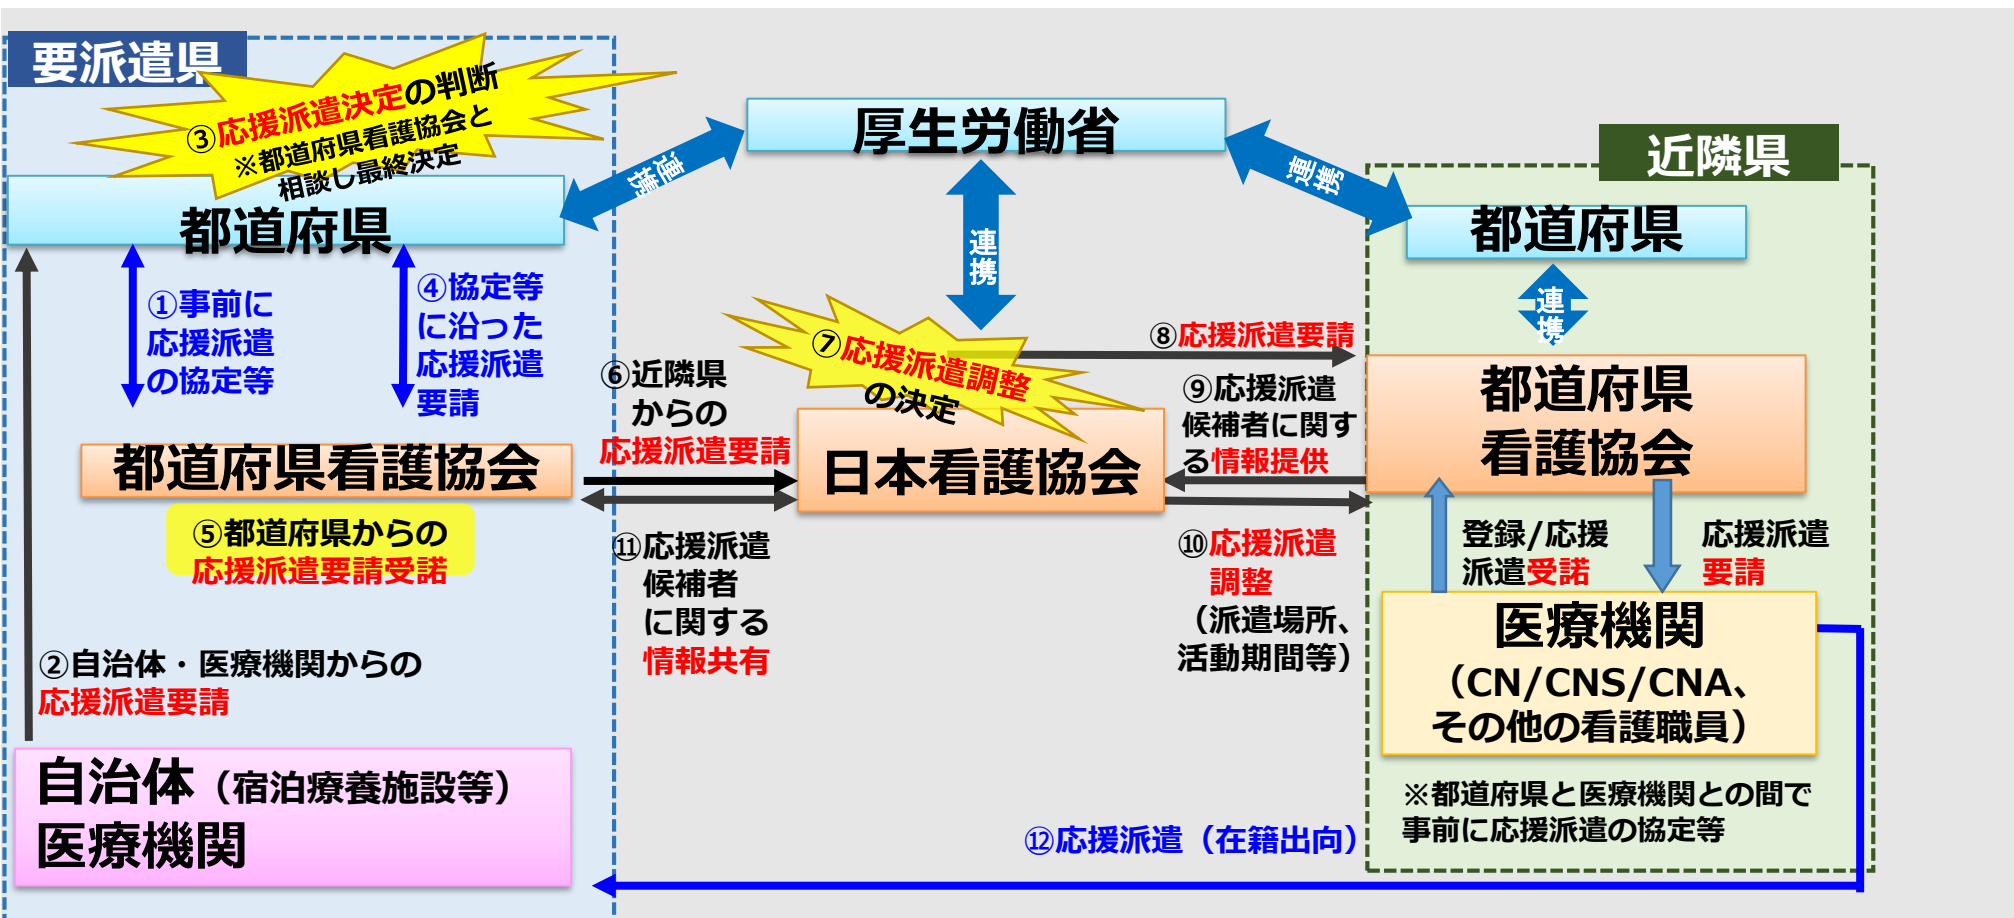 要派遣県
③応援派遣決定の判断
※都道府県看護協会と
相談し最終決定
都道府県
①事前に
応援派遣
の協定等
④協定等
に沿った
応援派遣
要請
都道府県看護協会
⑤都道府県からの
応援派遣要請受諾
②自治体・医療機関からの
応援派遣要請
自治体（宿泊療養施設等）
医療機関
厚生労働省
連携
連携
連携
⑥近隣県
からの
応援派遣要請
⑦応援派遣調整
の決定
日本看護協会
⑪応援派遣
候補者
に関する
情報共有
⑧応援派遣要請
⑨応援派遣
候補者に関す
る情報提供
⑩応援派遣
調整
（派遣場所、
活動期間等）
近隣県
都道府県
連携
都道府県
看護協会
登録/応援
派遣受諾
応援派遣
要請
医療機関
（CN/CNS/CNA、
その他の看護職員）
※都道府県と医療機関との間で
事前に応援派遣の協定等
⑫応援派遣（在籍出向）